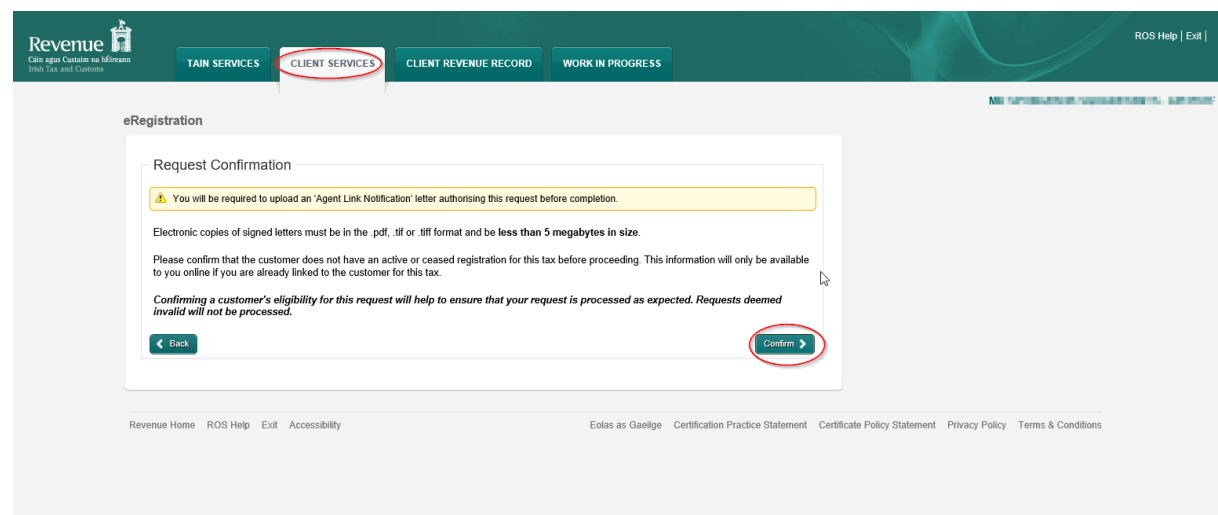 ROS Help | Exit |
Revenue
Cáin agus Custaim na hÉireann
Irish Tax and Customs
TAIN SERVICES
CLIENT SERVICES
CLIENT REVENUE RECORD
WORK IN PROGRESS
eRegistration
Request Confirmation
You will be required to upload an 'Agent Link Notification' letter authorising this request before completion.
Electronic copies of signed letters must be in the .pdf, .tif or .tiff format and be less than 5 megabytes in size.
Please confirm that the customer does not have an active or ceased registration for this tax before proceeding. This information will only be available
to you online if you are already linked to the customer for this tax.
Confirming a customer's eligibility for this request will help to ensure that your request is processed as expected. Requests deemed
invalid will not be processed.
Back
Confirm
Revenue Home ROS Help Exit Accessibility
Eolas as Gaeilge Certification Practice Statement Certificate Policy Statement Privacy Policy Terms & Conditions